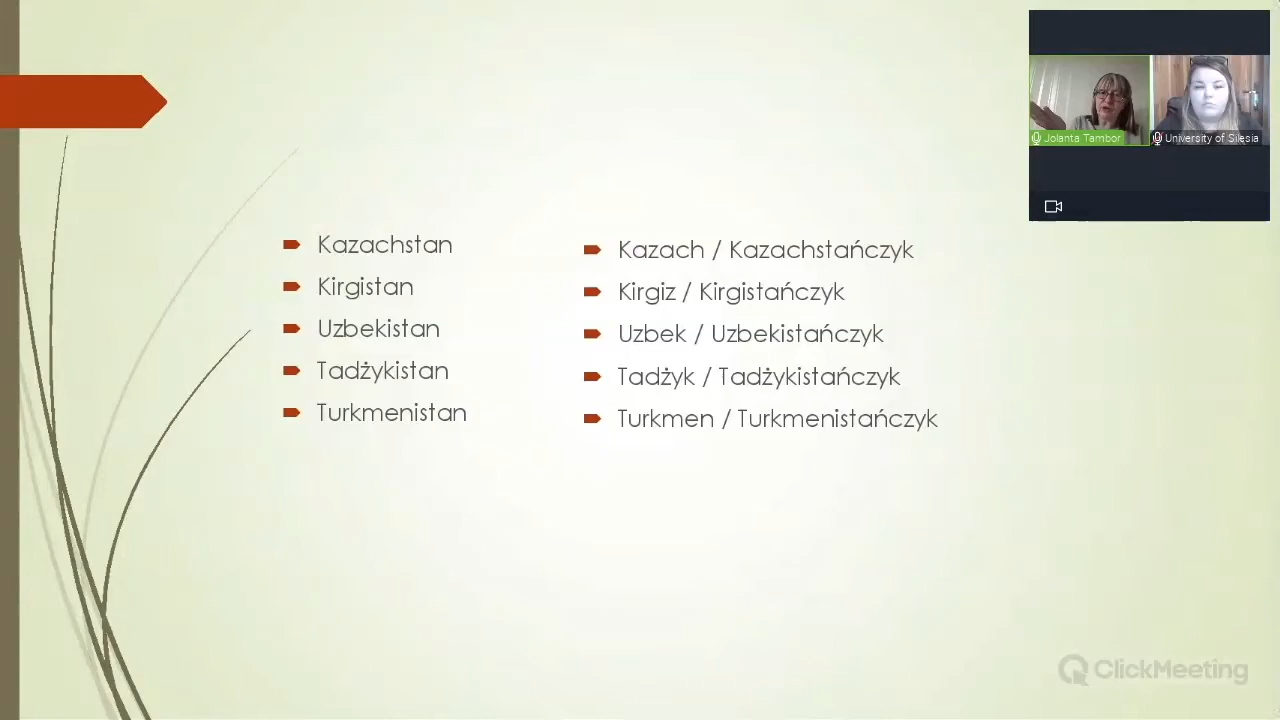 Jolanta Tambor
University of Silesia
Kazachstan
Kirgistan
Uzbekistan
Tadżykistan
Turkmenistan
Kazach / Kazachstańczyk
Kirgiz / Kirgistańczyk
Uzbek / Uzbekistańczyk
Tadżyk / Tadżykistańczyk
Turkmen / Turkmenistańczyk
ClickMeeting